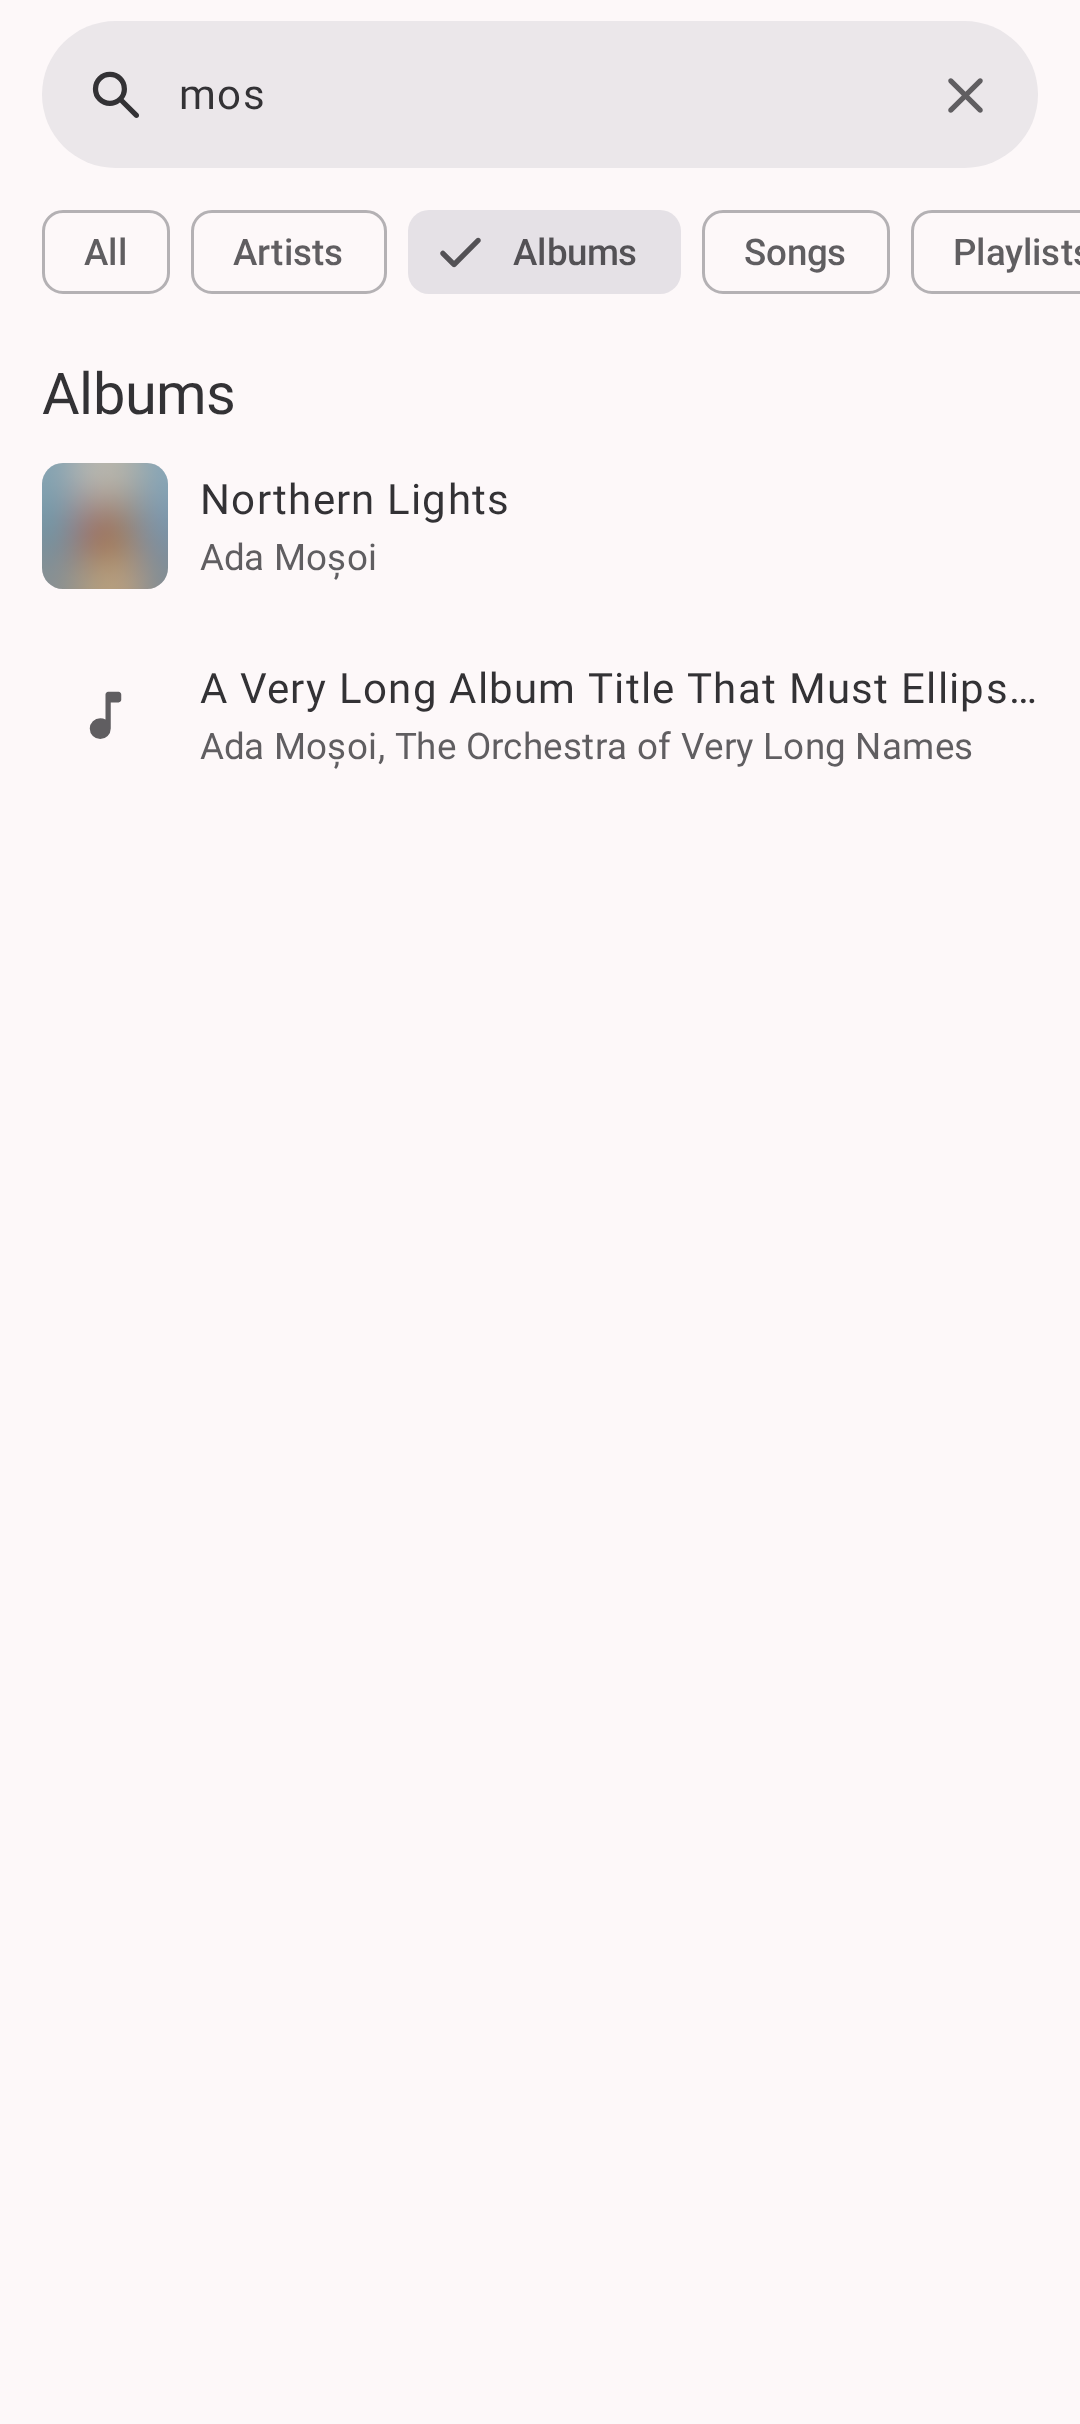 mos
All Artists Albums Songs Playlists
Albums
Northern Lights
Ada Moșoi
A Very Long Album Title That Must Ellips…
Ada Moșoi, The Orchestra of Very Long Names